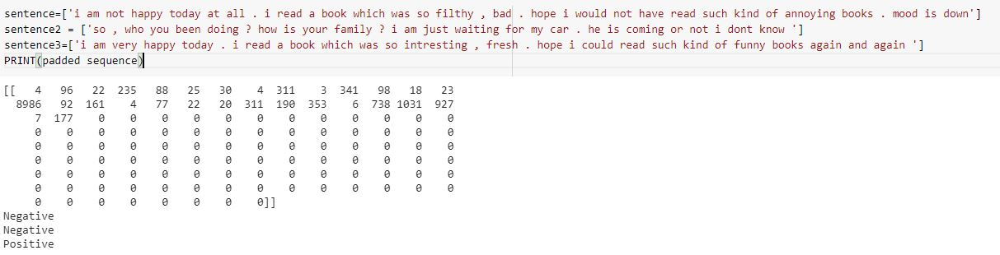 sentence=['i am not happy today at all . i read a book which was so filthy , bad . hope i would not have read such kind of annoying books . mood is down']
sentence2 = ['so , who you been doing ? how is your family ? i am just waiting for my car . he is coming or not i dont know ']
sentence3=['i am very happy today . i read a book which was so intresting , fresh . hope i could read such kind of funny books again and again ']
PRINT(padded sequence)
[[ 4 96 22 235 88 25 30 4 311 3 341 98 18 23
8986 92 161 4 77 22 20 311 190 353 6 738 1031 927
7 177 0 0 0 0 0 0 0 0 0 0 0 0
0 0 0 0 0 0 0 0 0 0 0 0 0 0
0 0 0 0 0 0 0 0 0 0 0 0 0 0
0 0 0 0 0 0 0 0 0 0 0 0 0 0
0 0 0 0 0 0 0 0 0 0 0 0 0 0
0 0 0 0 0 0 0 0 0 0 0 0 0 0
0 0 0 0 0 0 0 0]]
Negative
Negative
Positive